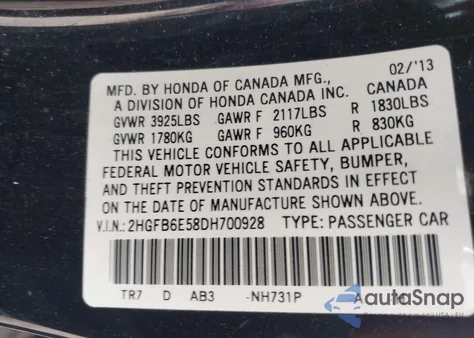 MFD. BY HONDA OF CANADA MFG., 02/'13
A DIVISION OF HONDA CANADA INC. CANADA
GVWR 3925LBS GAWR F 2117LBS R 1830LBS
GVWR 1780KG GAWR F 960KG R 830KG
THIS VEHICLE CONFORMS TO ALL APPLICABLE
FEDERAL MOTOR VEHICLE SAFETY, BUMPER,
AND THEFT PREVENTION STANDARDS IN EFFECT
ON THE DATE OF MANUFACTURE SHOWN ABOVE.
V.I.N.: 2HGFB6E58DH700928 TYPE: PASSENGER CAR
TR7 D AB3 -NH731P A
autoSnap